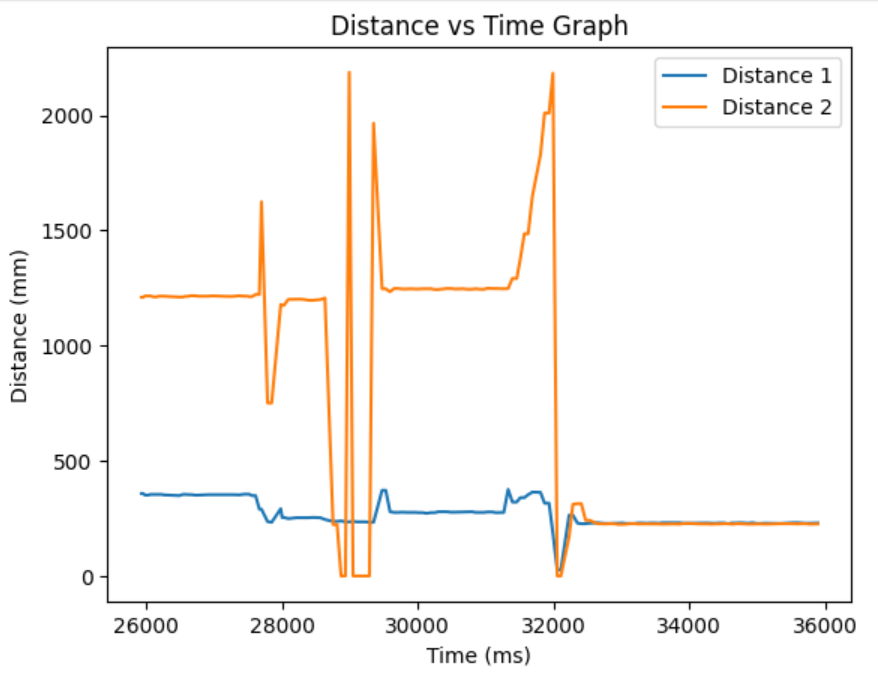 Distance vs Time Graph
Distance 1
Distance 2
2000
1500
1000
500
0
Distance (mm)
26000 28000 30000 32000 34000 36000
Time (ms)